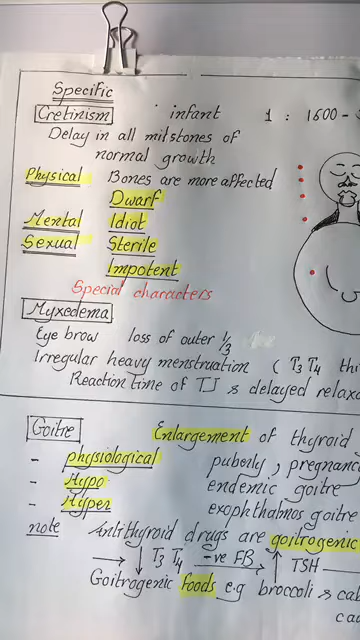 Specific
Cretinism infant 1 : 1600 -
Delay in all milstones of
normal growth
Physical Bones are more affected
Dwarf
Mental Idiot
Sexual Sterile
Impotent
Special characters
Myxedema
Eye brow loss of outer 1/3
Irregular heavy menstruation ( T3 T4
Reaction time of TJ & delayed
Goitre Enlargement of thyroid
- physiological puberty, pregnanc
- Hypo endemic goitre
- Hyper exophthalmos goitre
note Antithyroid drugs are goitrogenic
→ ↓ T3 T4 -ve FB → ↑ TSH
Goitrogenic foods e.g broccoli & cab